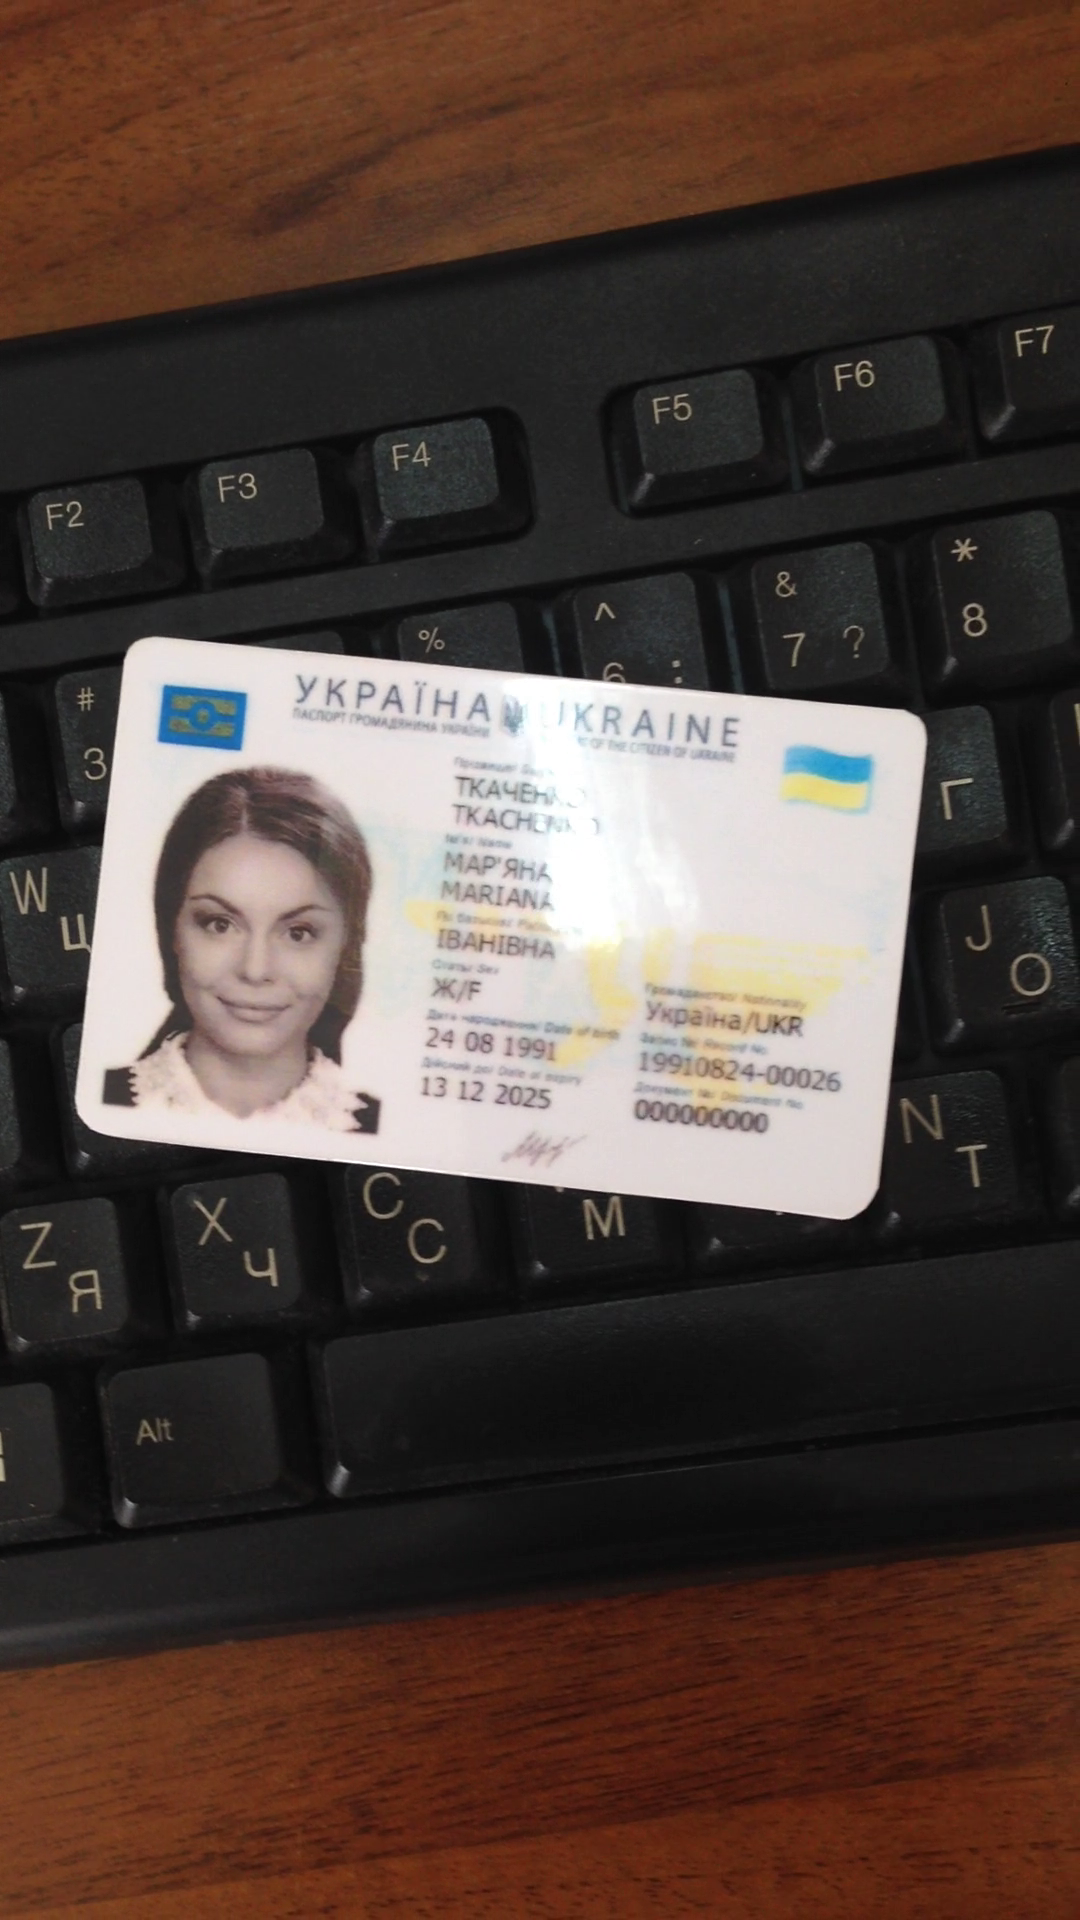 F7
F6
F5
F4
F3
F2
*
8
&
7 ?
^
6 :
%
#
3
УКРАЇНА UKRAINE
ПАСПОРТ ГРОМАДЯНИНА УКРАЇНИ OF THE CITIZEN OF UKRAINE
Прізвище/
ТКАЧЕНКО
TKACHENKO
Ім'я/ Name
МАР'ЯНА
MARIANA
По батькові/
ІВАНІВНА
Стать/ Sex
Ж/F
Громадянство/ Nationality
Україна/UKR
Дата народження/ Date of birth
24 08 1991
Запис №/ Record No.
19910824-00026
Дійсний до/ Date of expiry
13 12 2025
Документ №/ Document No.
000000000
Г
W
Ц
J
О
N
Т
Z
Я
X
Ч
C
С
М
Alt